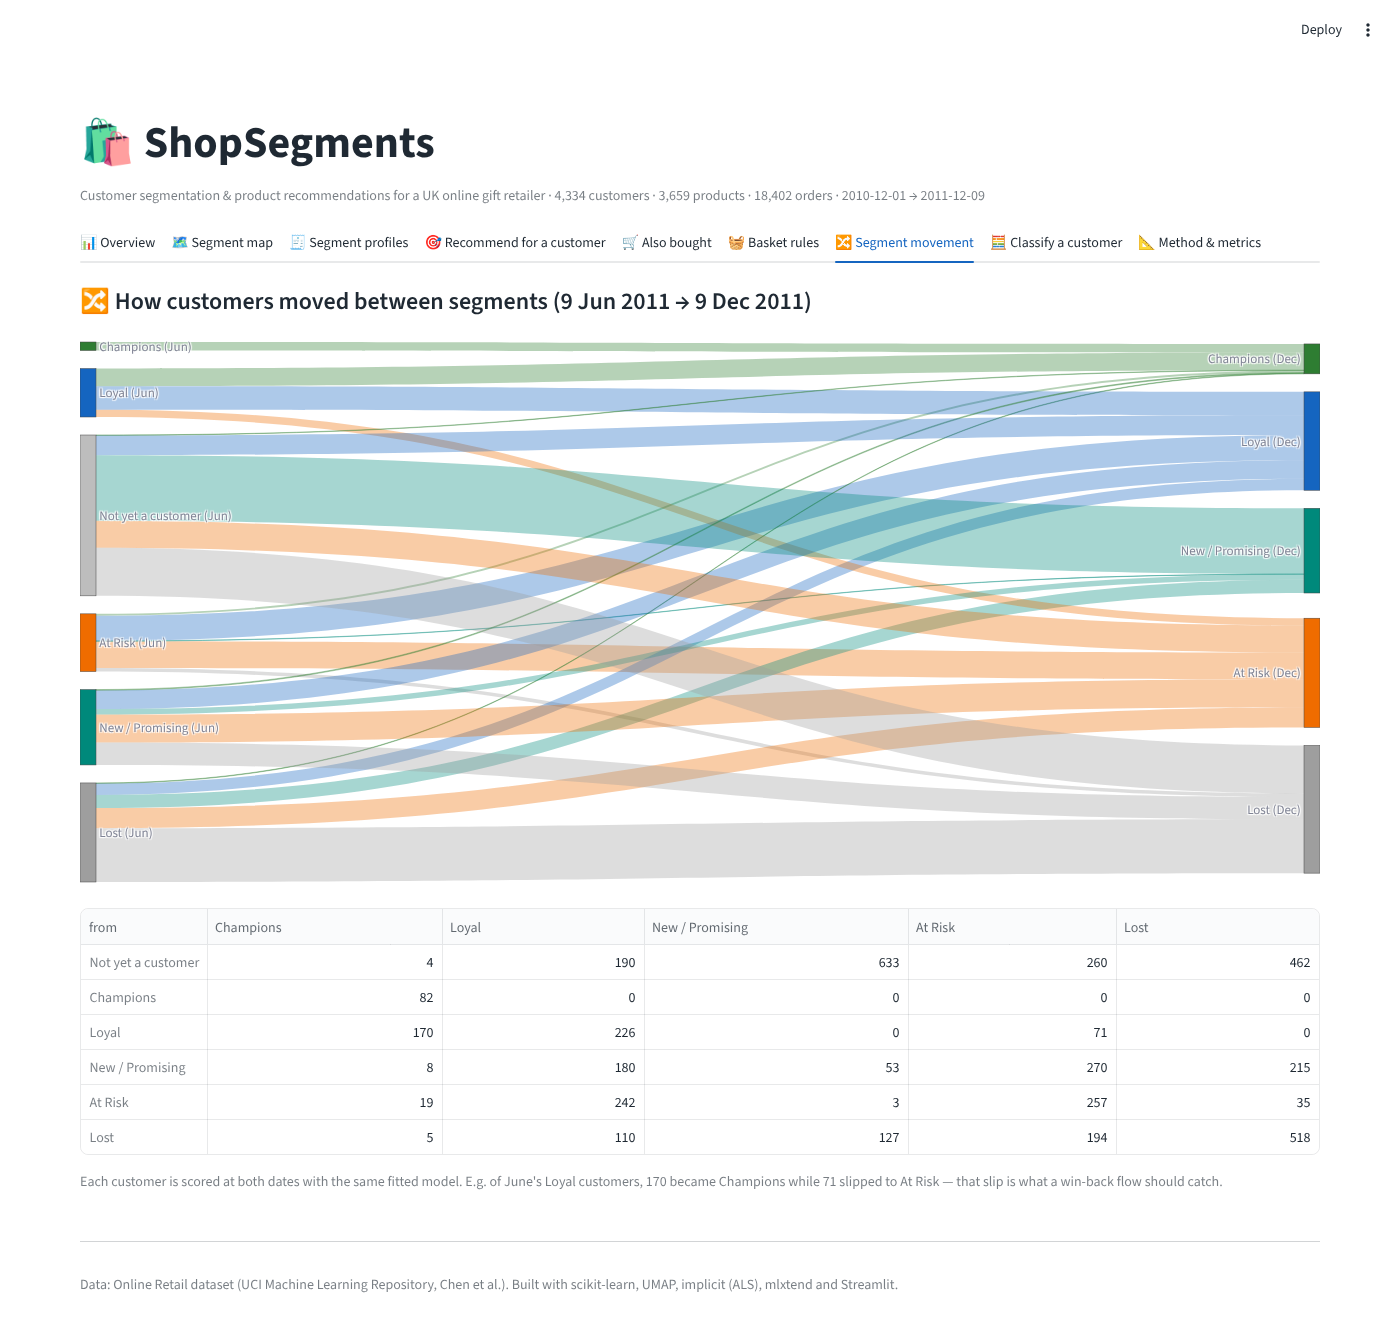 Deploy
ShopSegments
Customer segmentation & product recommendations for a UK online gift retailer · 4,334 customers · 3,659 products · 18,402 orders · 2010-12-01 → 2011-12-09
Overview Segment map Segment profiles Recommend for a customer Also bought Basket rules Segment movement Classify a customer Method & metrics
How customers moved between segments (9 Jun 2011 → 9 Dec 2011)
Champions (Jun)
Loyal (Jun)
Not yet a customer (Jun)
At Risk (Jun)
New / Promising (Jun)
Lost (Jun)
Champions (Dec)
Loyal (Dec)
New / Promising (Dec)
At Risk (Dec)
Lost (Dec)
from Champions Loyal New / Promising At Risk Lost
Not yet a customer 4 190 633 260 462
Champions 82 0 0 0 0
Loyal 170 226 0 71 0
New / Promising 8 180 53 270 215
At Risk 19 242 3 257 35
Lost 5 110 127 194 518
Each customer is scored at both dates with the same fitted model. E.g. of June's Loyal customers, 170 became Champions while 71 slipped to At Risk — that slip is what a win-back flow should catch.
Data: Online Retail dataset (UCI Machine Learning Repository, Chen et al.). Built with scikit-learn, UMAP, implicit (ALS), mlxtend and Streamlit.